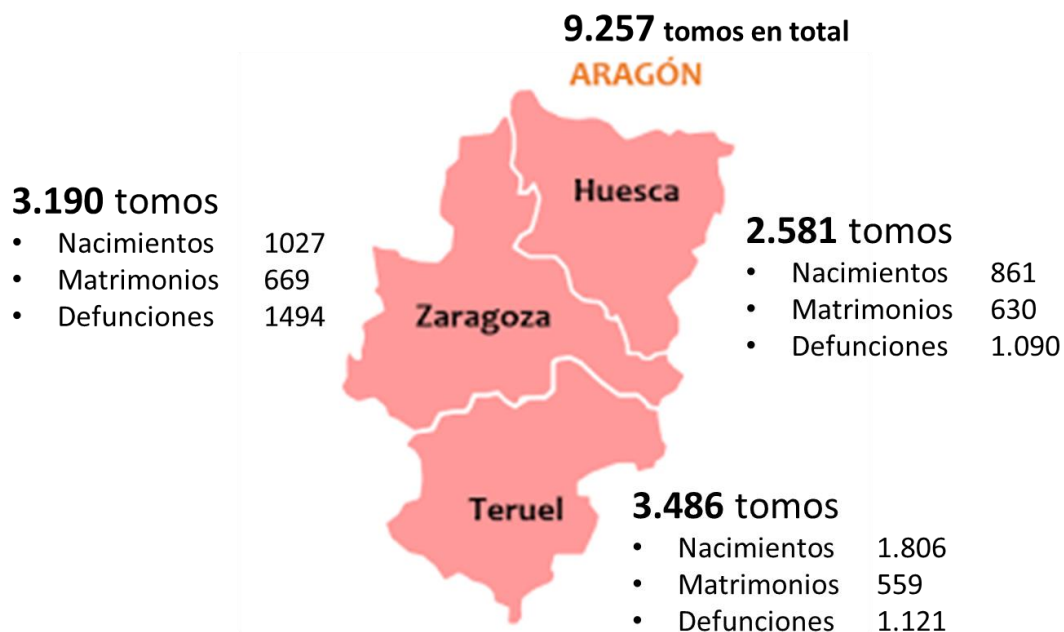 9.257 tomos en total
ARAGÓN
Huesca
3.190 tomos
• Nacimientos 1027
• Matrimonios 669
• Defunciones 1494
Zaragoza
2.581 tomos
• Nacimientos 861
• Matrimonios 630
• Defunciones 1.090
Teruel
3.486 tomos
• Nacimientos 1.806
• Matrimonios 559
• Defunciones 1.121